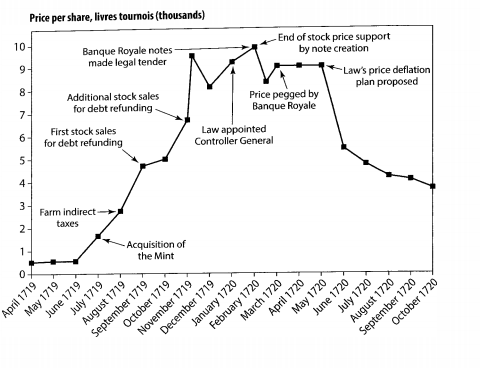 Price per share, livres tournois (thousands)
10
9
8
7
6
5
4
3
2
1
0
Banque Royale notes
made legal tender
End of stock price support
by note creation
Additional stock sales
for debt refunding
Price pegged by
Banque Royale
Law's price deflation
plan proposed
First stock sales
for debt refunding
Law appointed
Controller General
Farm indirect
taxes
Acquisition of
the Mint
April 1719
May 1719
June 1719
July 1719
August 1719
September 1719
October 1719
November 1719
December 1719
January 1720
February 1720
March 1720
April 1720
May 1720
June 1720
July 1720
August 1720
September 1720
October 1720